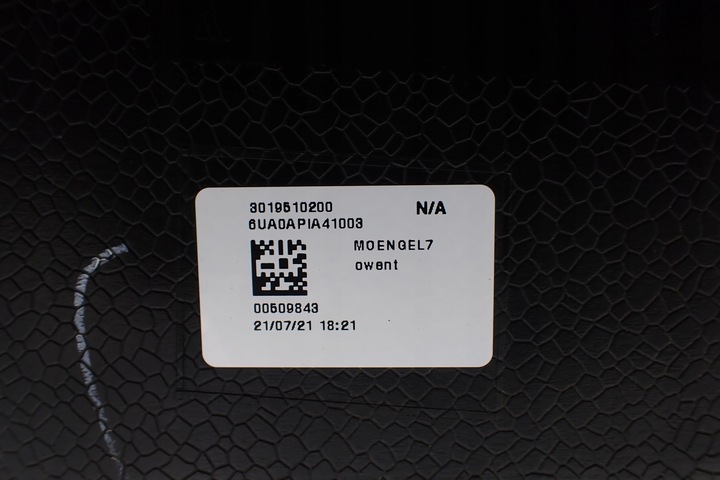 3019510200
N/A
6UA0APIA41003
MOENGEL7
owent
00509843
21/07/21 18:21